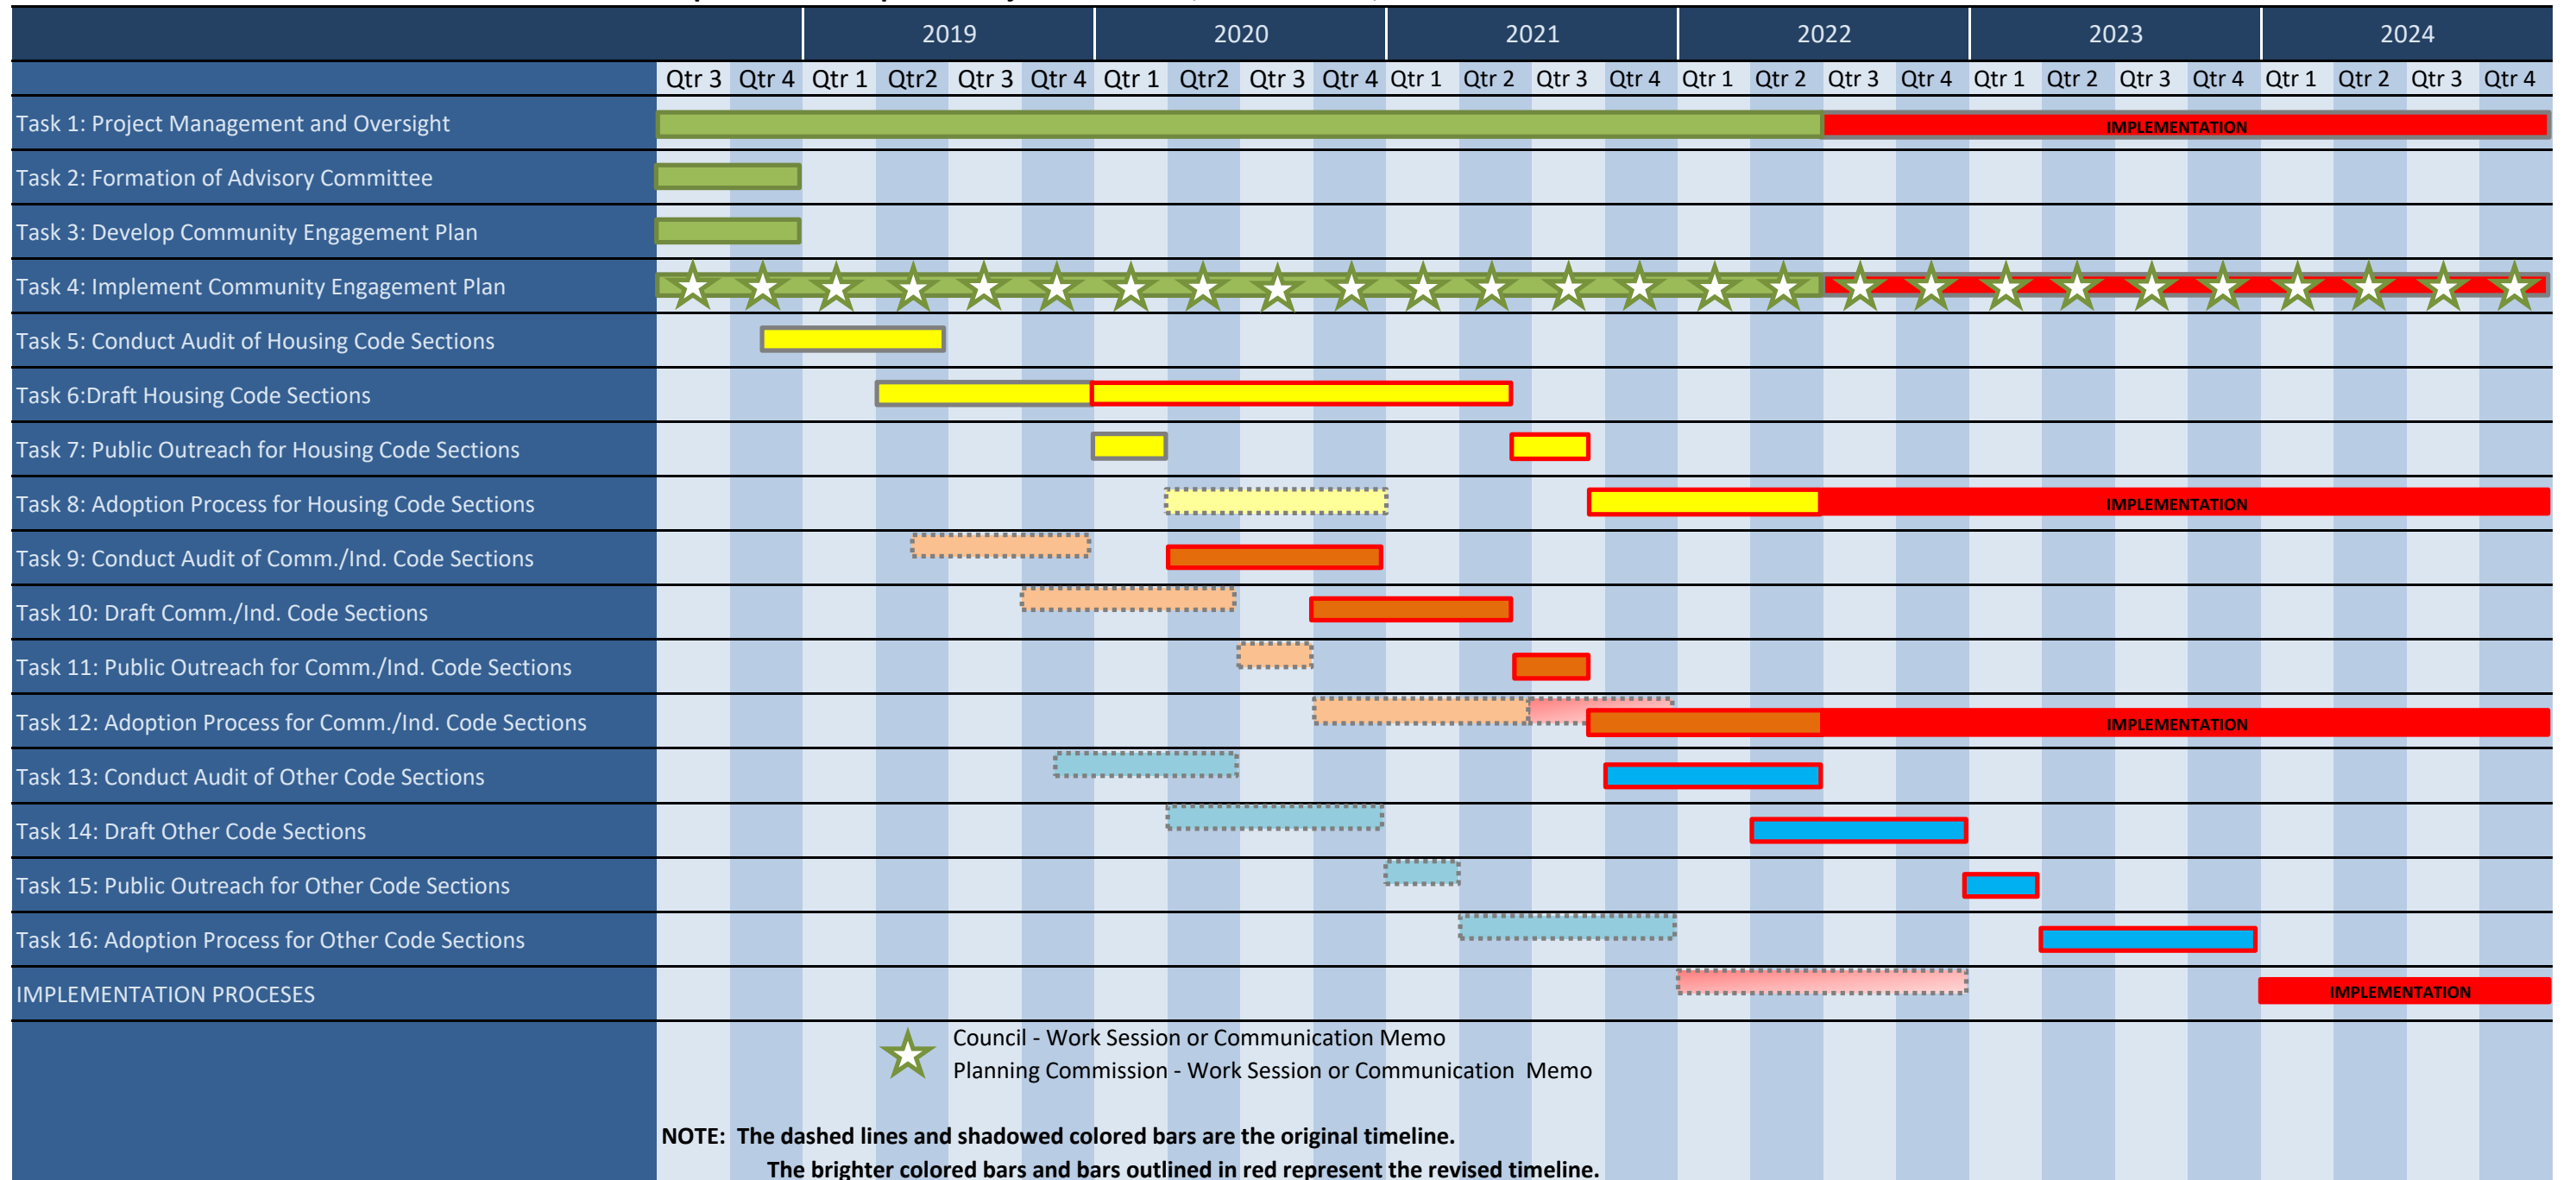 2019 2020 2021 2022 2023 2024
Qtr 3 Qtr 4 Qtr 1 Qtr2 Qtr 3 Qtr 4 Qtr 1 Qtr2 Qtr 3 Qtr 4 Qtr 1 Qtr 2 Qtr 3 Qtr 4 Qtr 1 Qtr 2 Qtr 3 Qtr 4 Qtr 1 Qtr 2 Qtr 3 Qtr 4 Qtr 1 Qtr 2 Qtr 3 Qtr 4
Task 1: Project Management and Oversight IMPLEMENTATION
Task 2: Formation of Advisory Committee
Task 3: Develop Community Engagement Plan
Task 4: Implement Community Engagement Plan
Task 5: Conduct Audit of Housing Code Sections
Task 6:Draft Housing Code Sections
Task 7: Public Outreach for Housing Code Sections
Task 8: Adoption Process for Housing Code Sections IMPLEMENTATION
Task 9: Conduct Audit of Comm./Ind. Code Sections
Task 10: Draft Comm./Ind. Code Sections
Task 11: Public Outreach for Comm./Ind. Code Sections
Task 12: Adoption Process for Comm./Ind. Code Sections IMPLEMENTATION
Task 13: Conduct Audit of Other Code Sections
Task 14: Draft Other Code Sections
Task 15: Public Outreach for Other Code Sections
Task 16: Adoption Process for Other Code Sections
IMPLEMENTATION PROCESES IMPLEMENTATION
Council - Work Session or Communication Memo
Planning Commission - Work Session or Communication Memo
NOTE: The dashed lines and shadowed colored bars are the original timeline.
The brighter colored bars and bars outlined in red represent the revised timeline.